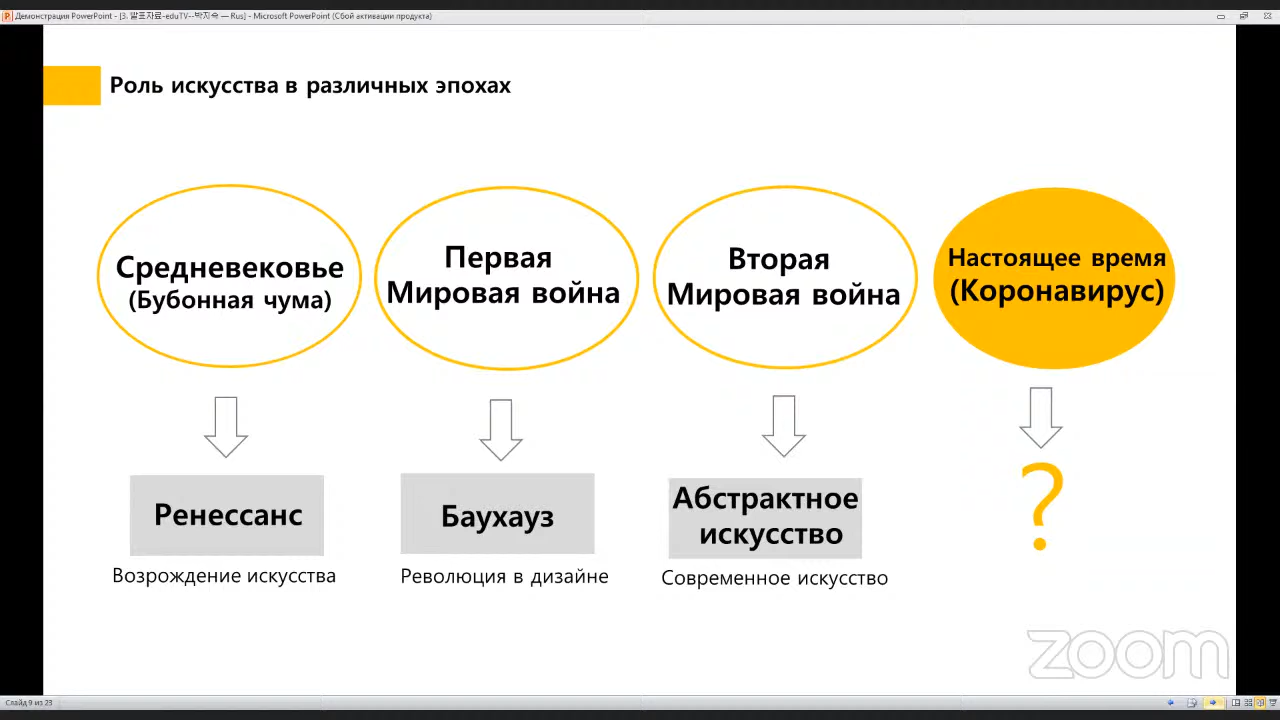 Демонстрация PowerPoint - [3. 발표자료-eduTV--박지숙 — Rus] - Microsoft PowerPoint (Сбой активации продукта)
Роль искусства в различных эпохах
Средневековье
(Бубонная чума)
Первая
Мировая война
Вторая
Мировая война
Настоящее время
(Коронавирус)
Ренессанс
Баухауз
Абстрактное
искусство
?
Возрождение искусства
Революция в дизайне
Современное искусство
zoom
Слайд 9 из 23